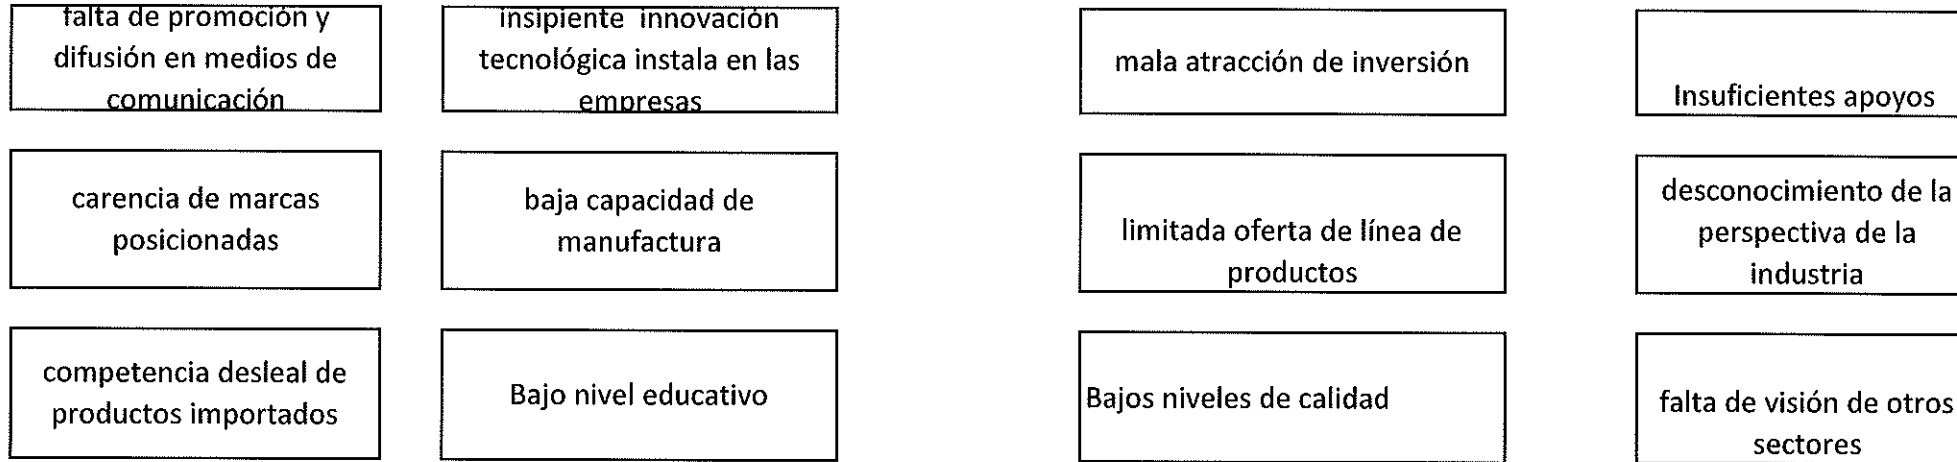 falta de promoción y
difusión en medios de
comunicación
insipiente innovación
tecnológica instala en las
empresas
mala atracción de inversión
Insuficientes apoyos
carencia de marcas
posicionadas
baja capacidad de
manufactura
limitada oferta de línea de
productos
desconocimiento de la
perspectiva de la
industria
competencia desleal de
productos importados
Bajo nivel educativo
Bajos niveles de calidad
falta de visión de otros
sectores